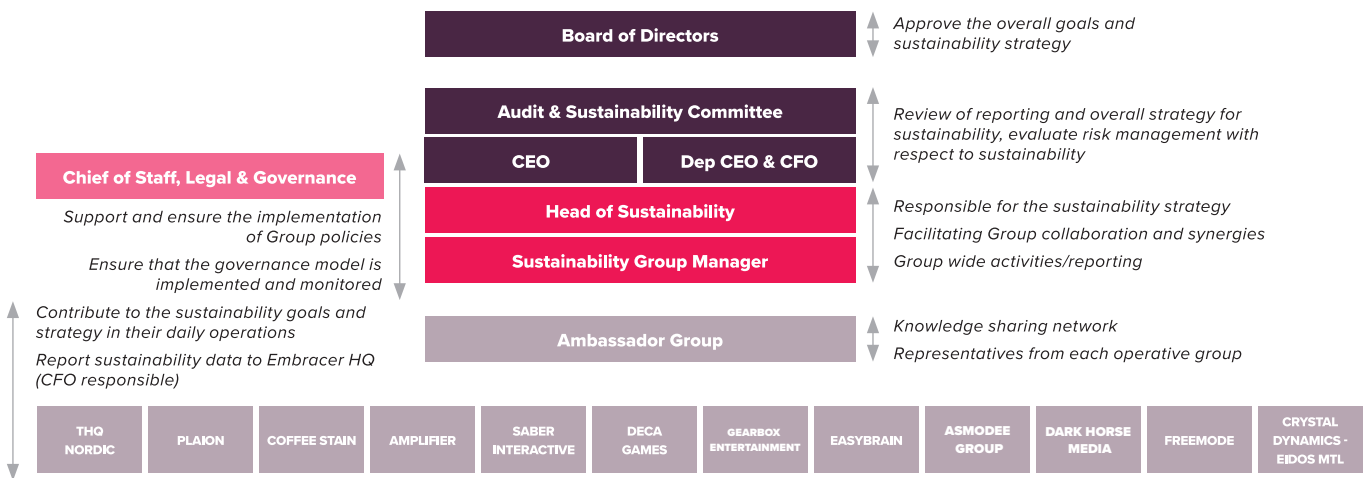 Board of Directors
Approve the overall goals and
sustainability strategy
Audit & Sustainability Committee
CEO
Dep CEO & CFO
Review of reporting and overall strategy for
sustainability, evaluate risk management with
respect to sustainability
Chief of Staff, Legal & Governance
Support and ensure the implementation
of Group policies
Ensure that the governance model is
implemented and monitored
Head of Sustainability
Sustainability Group Manager
Responsible for the sustainability strategy
Facilitating Group collaboration and synergies
Group wide activities/reporting
Contribute to the sustainability goals and
strategy in their daily operations
Report sustainability data to Embracer HQ
(CFO responsible)
Ambassador Group
Knowledge sharing network
Representatives from each operative group
THQ
NORDIC
PLAION
COFFEE STAIN
AMPLIFIER
SABER
INTERACTIVE
DECA
GAMES
GEARBOX
ENTERTAINMENT
EASYBRAIN
ASMODEE
GROUP
DARK HORSE
MEDIA
FREEMODE
CRYSTAL
DYNAMICS -
EIDOS MTL